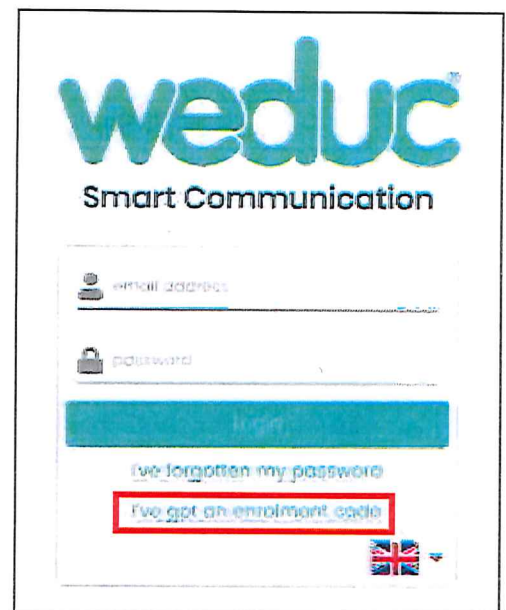 weduc®
Smart Communication
email address
password
login
I've forgotten my password
I've got an enrolment code